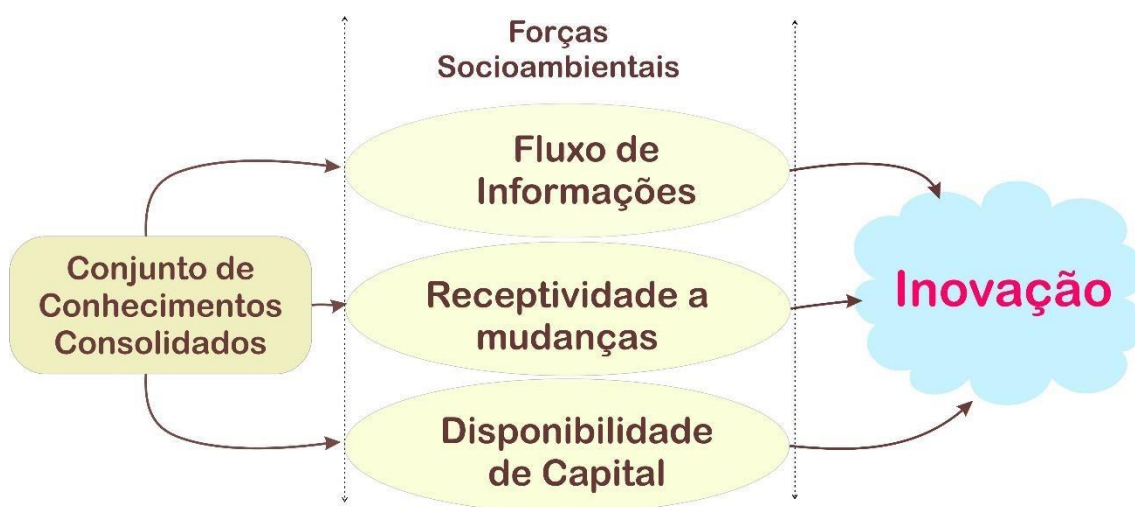 Forças
Socioambientais
Fluxo de
Informações
Conjunto de
Conhecimentos
Consolidados
Receptividade a
mudanças
Inovação
Disponibilidade
de Capital